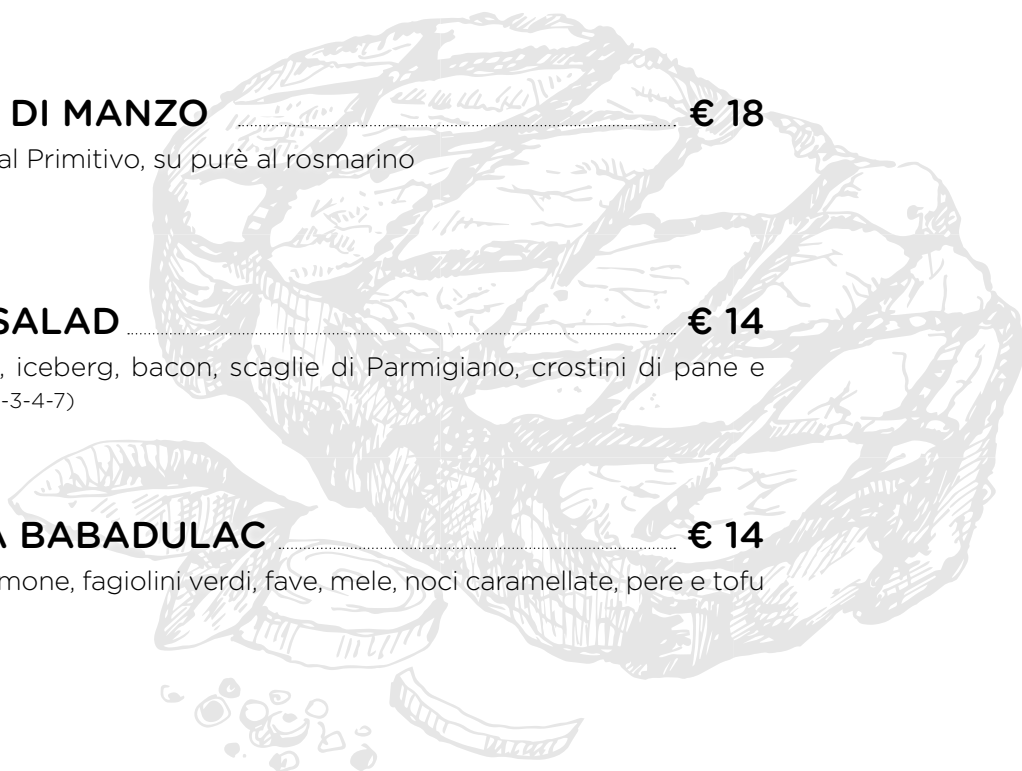 DI MANZO € 18
al Primitivo, su purè al rosmarino
SALAD € 14
, iceberg, bacon, scaglie di Parmigiano, crostini di pane e
-3-4-7)
A BABADULAC € 14
mone, fagiolini verdi, fave, mele, noci caramellate, pere e tofu